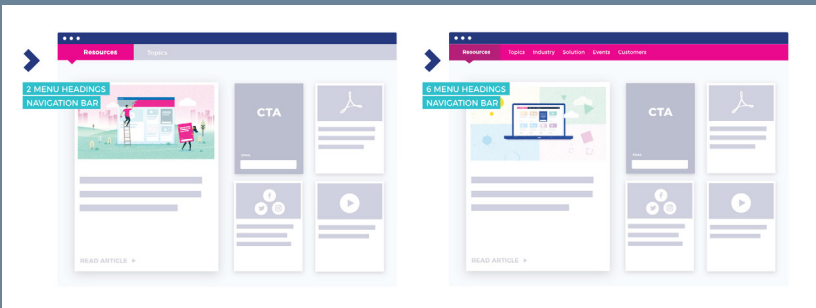 Resources Topics
2 MENU HEADINGS
NAVIGATION BAR
CTA
READ ARTICLE
Resources Topics Industry Solution Events Customers
6 MENU HEADINGS
NAVIGATION BAR
CTA
READ ARTICLE